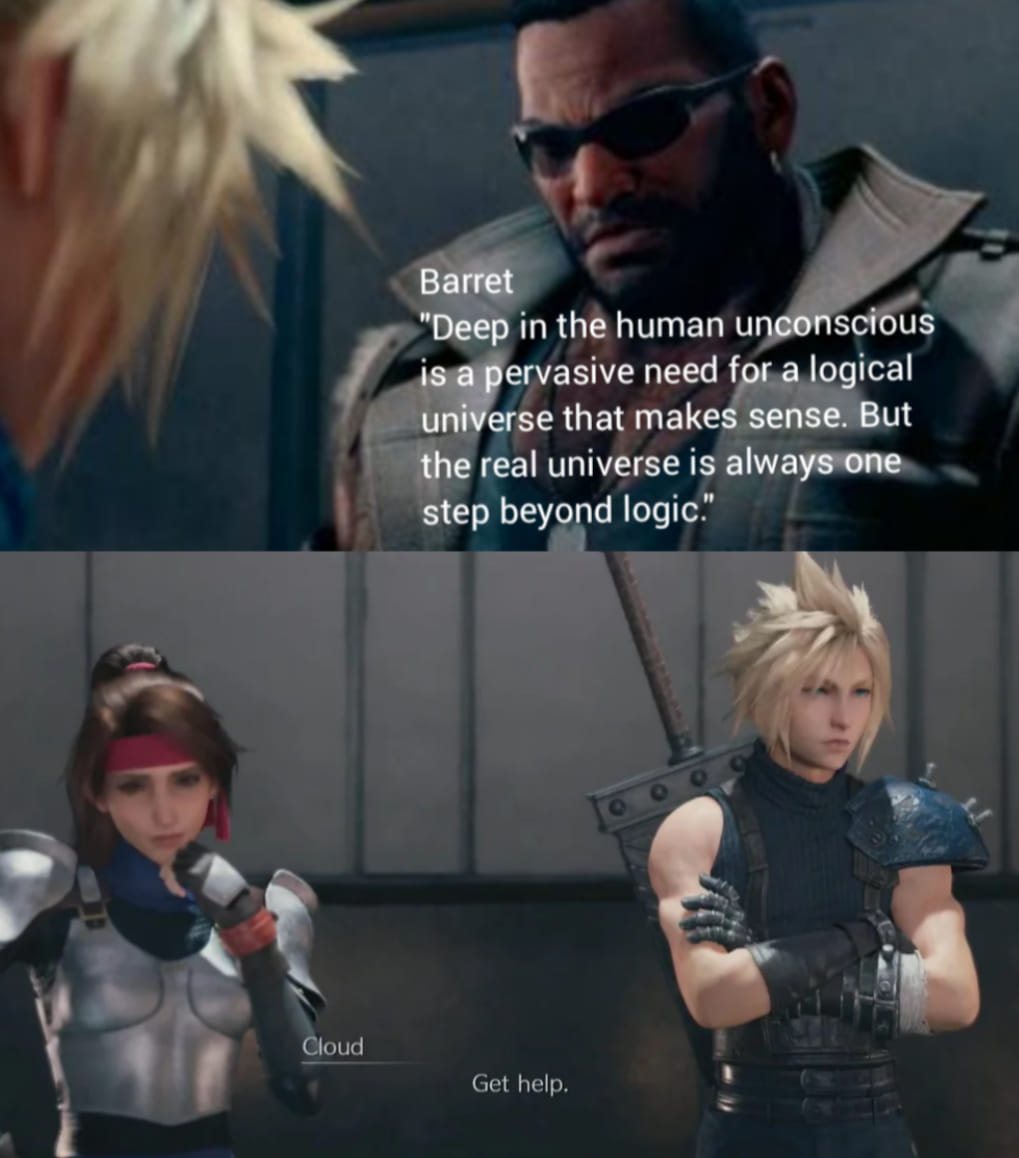 Barret
"Deep in the human unconscious
is a pervasive need for a logical
universe that makes sense. But
the real universe is always one
step beyond logic."
Cloud
Get help.